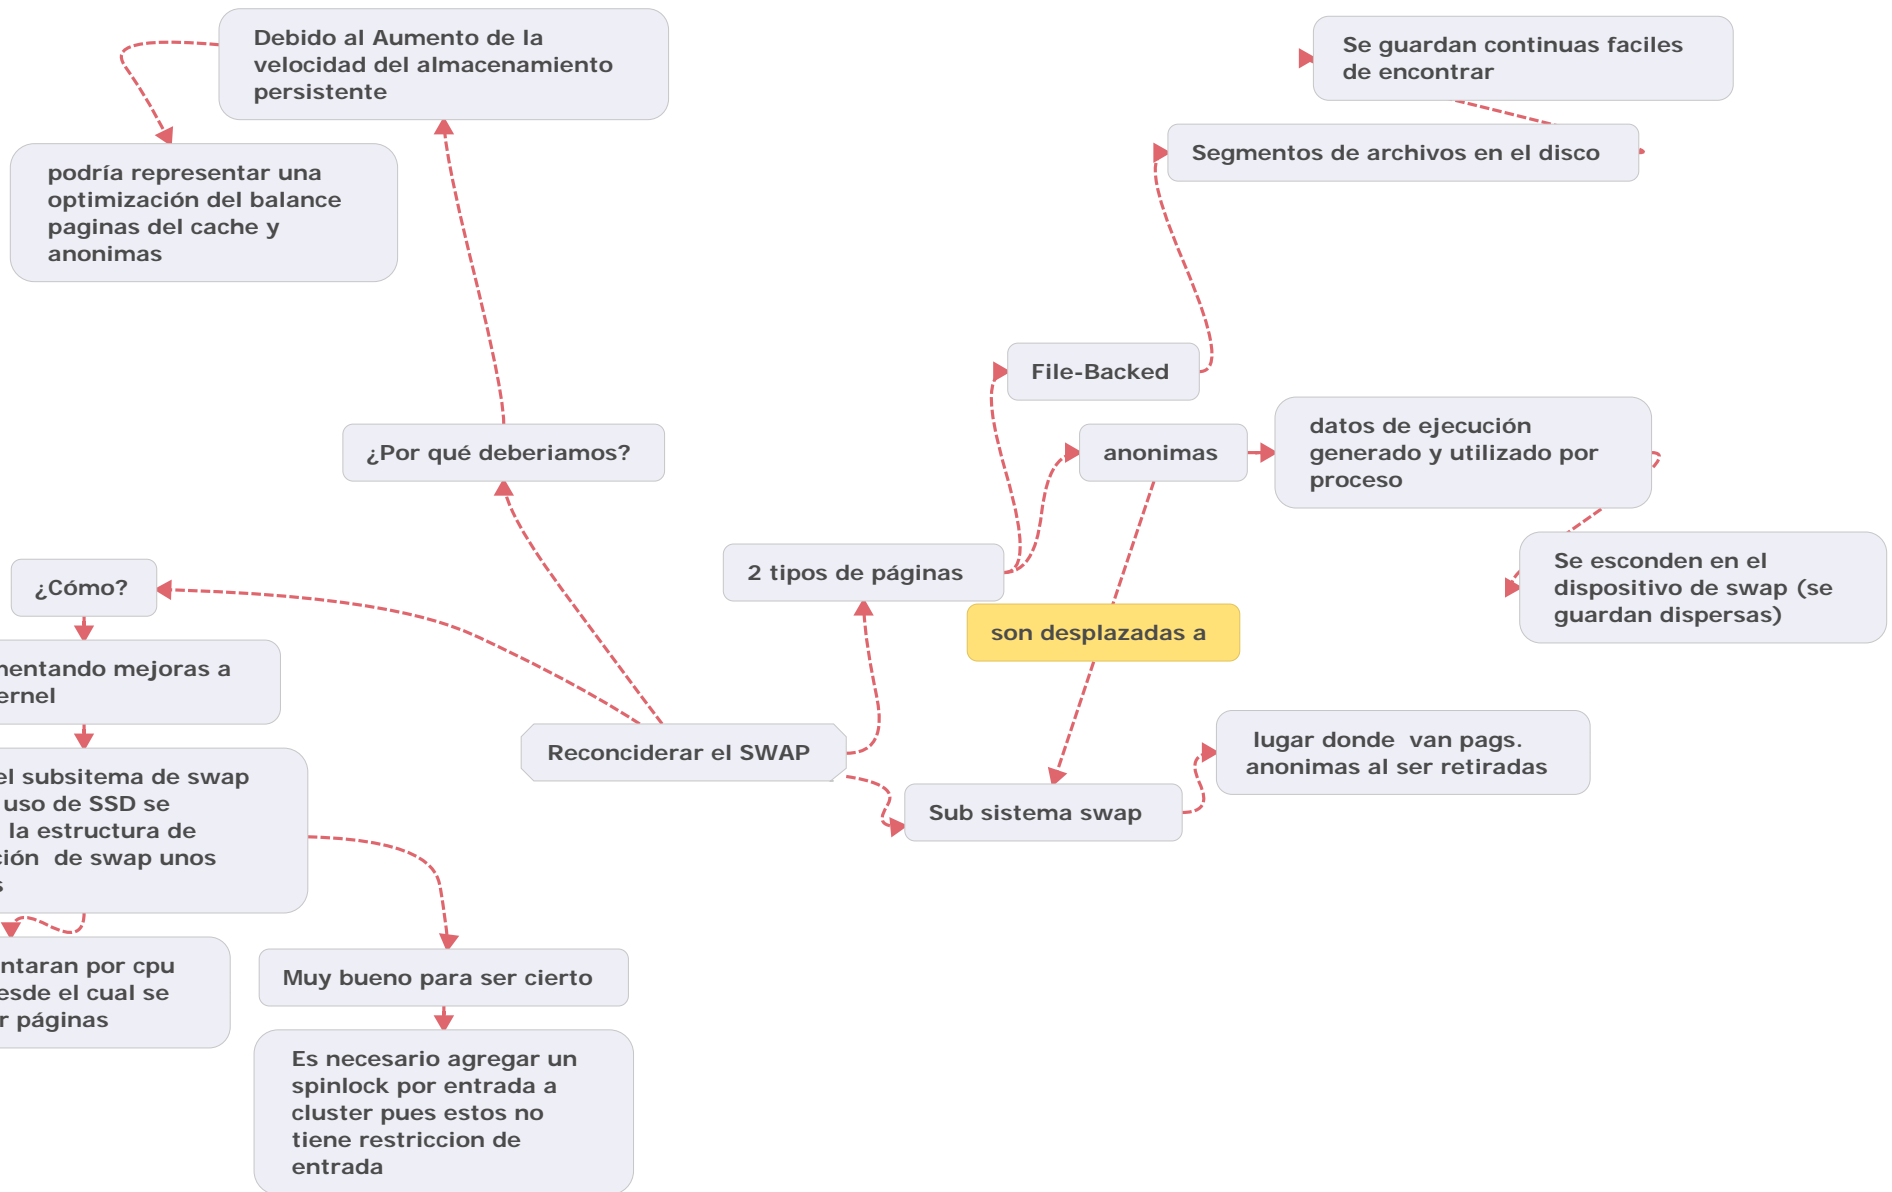 Debido al Aumento de la
velocidad del almacenamiento
persistente
podría representar una
optimización del balance
paginas del cache y
anonimas
Se guardan continuas faciles
de encontrar
Segmentos de archivos en el disco
File-Backed
¿Por qué deberiamos?
anonimas
datos de ejecución
generado y utilizado por
proceso
2 tipos de páginas
Se esconden en el
dispositivo de swap (se
guardan dispersas)
¿Cómo?
son desplazadas a
mejoras a
Reconciderar el SWAP
lugar donde van pags.
anonimas al ser retiradas
Sub sistema swap
el subsitema de swap
uso de SSD se
la estructura de
de swap unos
por cpu
el cual se
páginas
Muy bueno para ser cierto
Es necesario agregar un
spinlock por entrada a
cluster pues estos no
tiene restriccion de
entrada